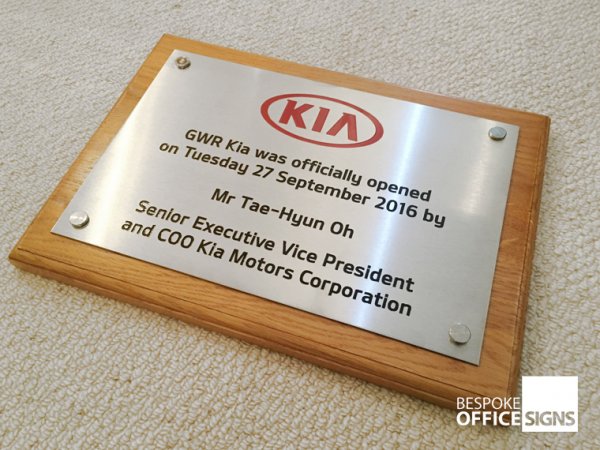 KIA
GWR Kia was officially opened
on Tuesday 27 September 2016 by
Mr Tae-Hyun Oh
Senior Executive Vice President
and COO Kia Motors Corporation
BESPOKE
OFFICE SIGNS